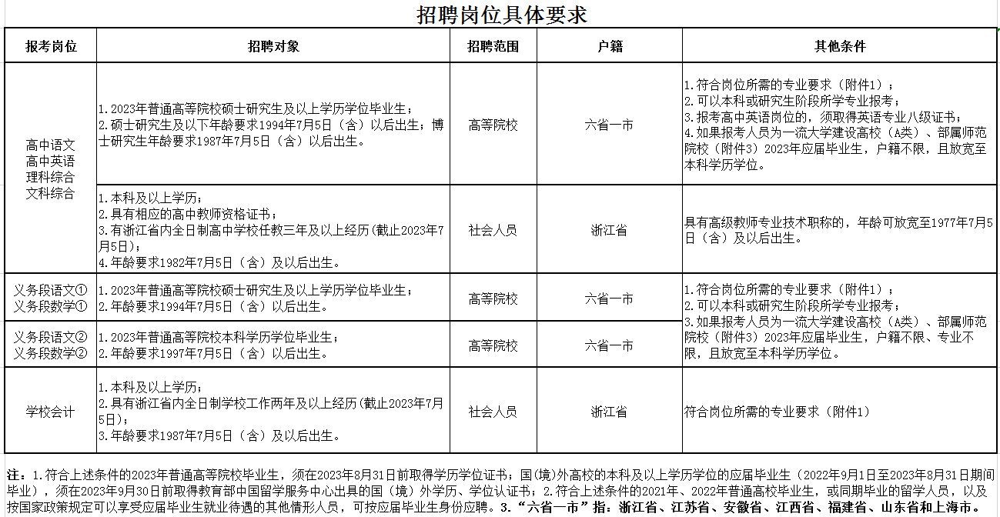 招聘岗位具体要求
报考岗位
招聘对象
招聘范围
户籍
其他条件
高中语文
高中英语
理科综合
文科综合
1.2023年普通高等院校硕士研究生及以上学历学位毕业生；
2.硕士研究生及以下年龄要求1994年7月5日（含）以后出生；博
士研究生年龄要求1987年7月5日（含）以后出生。
高等院校
六省一市
1.符合岗位所需的专业要求（附件1）；
2.可以本科或研究生阶段所学专业报考；
3.报考高中英语岗位的，须取得英语专业八级证书；
4.如果报考人员为一流大学建设高校（A类）、部属师范
院校（附件3）2023年应届毕业生，户籍不限，且放宽至
本科学历学位。
1.本科及以上学历；
2.具有相应的高中教师资格证书；
3.有浙江省内全日制高中学校任教三年及以上经历(截止2023年7
月5日)；
4.年龄要求1982年7月5日（含）及以后出生。
社会人员
浙江省
具有高级教师专业技术职称的，年龄可放宽至1977年7月5
日（含）及以后出生。
义务段语文①
义务段数学①
1.2023年普通高等院校硕士研究生及以上学历学位毕业生；
2.年龄要求1994年7月5日（含）以后出生。
高等院校
六省一市
1.符合岗位所需的专业要求（附件1）；
2.可以本科或研究生阶段所学专业报考；
3.如果报考人员为一流大学建设高校（A类）、部属师范
院校（附件3）2023年应届毕业生，户籍不限、专业不
限，且放宽至本科学历学位。
义务段语文②
义务段数学②
1.2023年普通高等院校本科学历学位毕业生；
2.年龄要求1997年7月5日（含）以后出生。
高等院校
六省一市
学校会计
1.本科及以上学历；
2.具有浙江省内全日制学校工作两年及以上经历(截止2023年7月
5日)；
3.年龄要求1987年7月5日（含）及以后出生。
社会人员
浙江省
符合岗位所需的专业要求（附件1）
注：1.符合上述条件的2023年普通高等院校毕业生，须在2023年8月31日前取得学历学位证书；国(境)外高校的本科及以上学历学位的应届毕业生（2022年9月1日至2023年8月31日期间
毕业），须在2023年9月30日前取得教育部中国留学服务中心出具的国（境）外学历、学位认证书；2.符合上述条件的2021年、2022年普通高校毕业生，或同期毕业的留学人员，以及
按国家政策规定可以享受应届毕业生就业待遇的其他情形人员，可按应届毕业生身份应聘。3.“六省一市”指：浙江省、江苏省、安徽省、江西省、福建省、山东省和上海市。